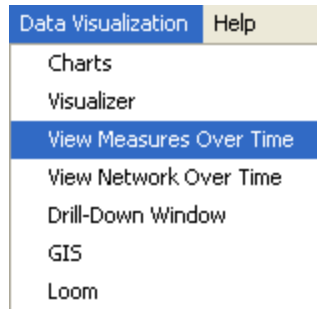 Data Visualization Help
Charts
Visualizer
View Measures Over Time
View Network Over Time
Drill-Down Window
GIS
Loom